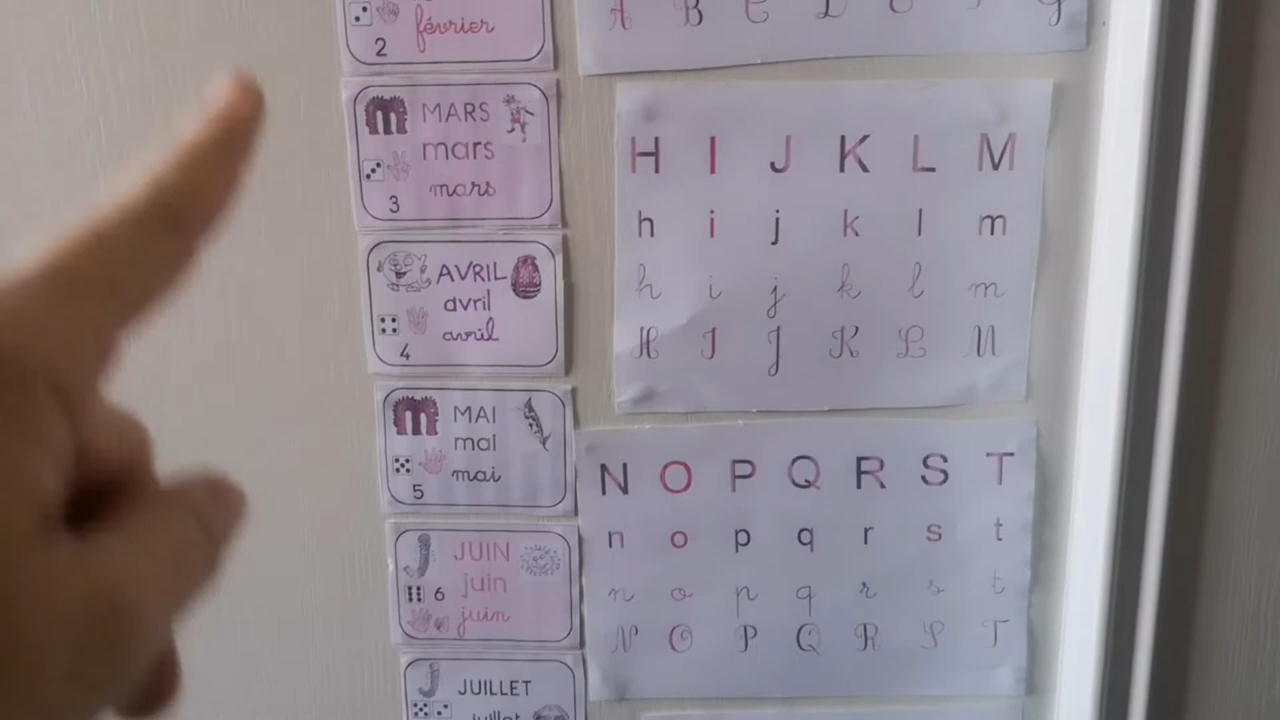 février
2
MARS
mars
mars
3
AVRIL
avril
avril
4
MAI
mai
mai
5
JUIN
juin
6
juin
JUILLET
juillet
A B C D E F G
H I J K L M
h i j k l m
h i j k l m
H I J K L M
N O P Q R S T
n o p q r s t
n o p q r s t
N O P Q R S T